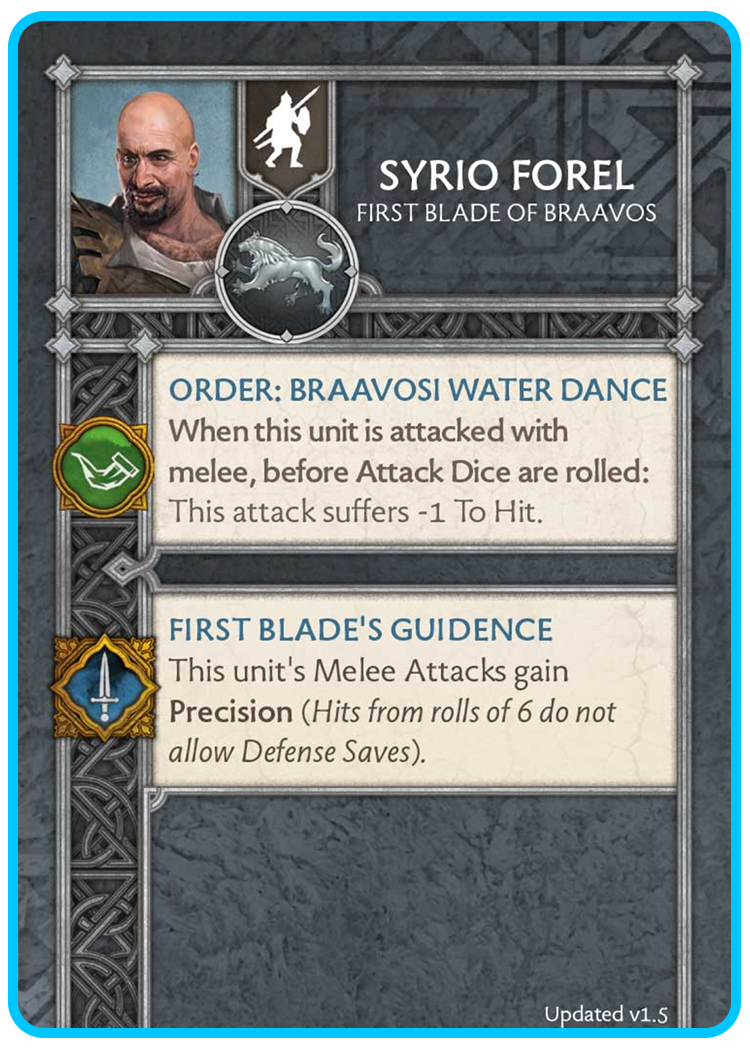 SYRIO FOREL
FIRST BLADE OF BRAAVOS
ORDER: BRAAVOSI WATER DANCE
When this unit is attacked with
melee, before Attack Dice are rolled:
This attack suffers -1 To Hit.
FIRST BLADE'S GUIDENCE
This unit's Melee Attacks gain
Precision (Hits from rolls of 6 do not
allow Defense Saves).
Updated v1.5